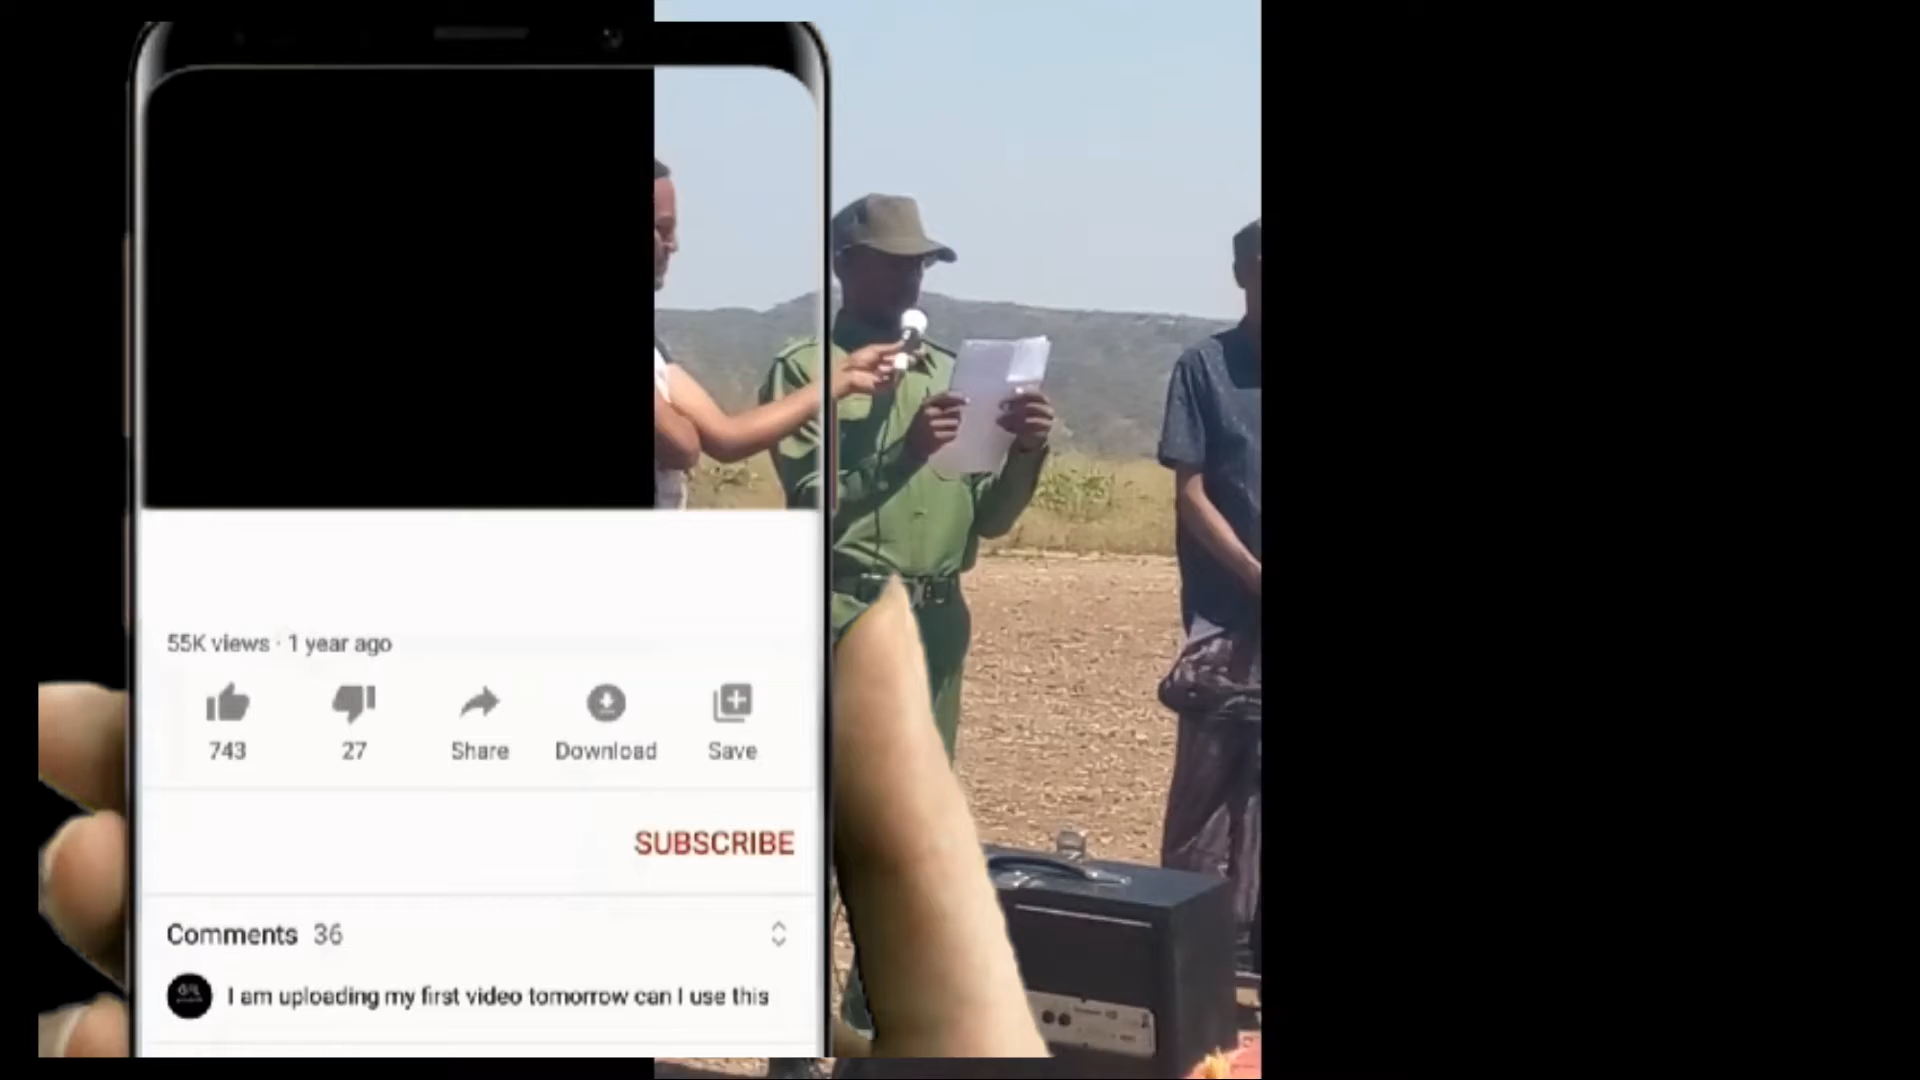 55K views · 1 year ago
743
27
Share
Download
Save
SUBSCRIBE
Comments 36
I am uploading my first video tomorrow can I use this